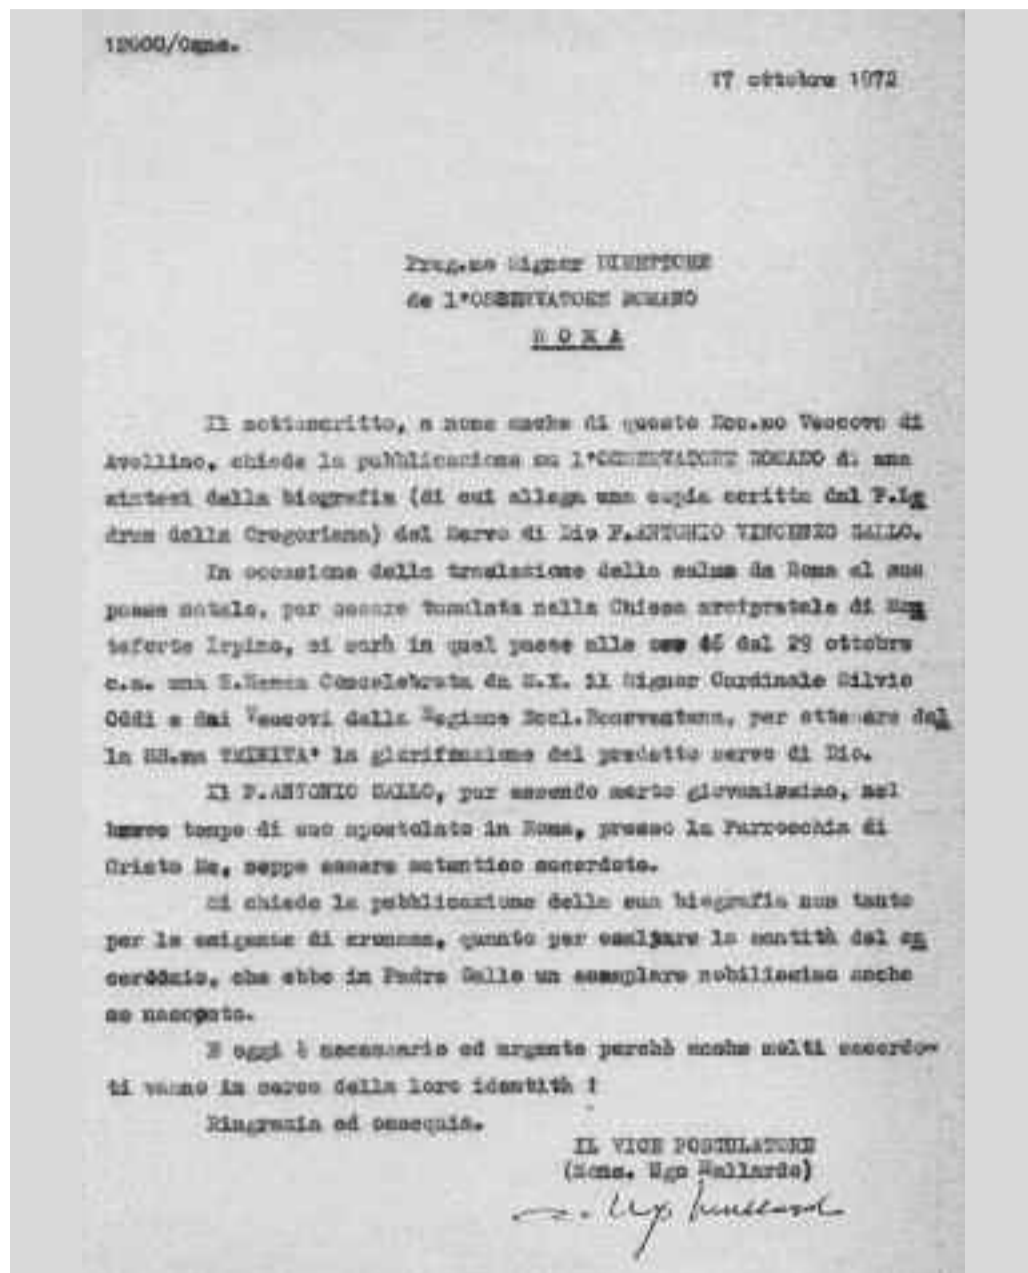 12000/Cans.
17 ottobre 1972
Preg.mo Signor DIRETTORE
de l'OSSERVATORE ROMANO
R O M A
Il sottoscritto, a nome anche di questo Ecc.mo Vescovo di
Avellino, chiede la pubblicazione su l'OSSERVATORE ROMANO di una
sintesi della biografia (di cui allega una copia scritta dal P.La
drus della Gregoriana) del Servo di Dio P.ANTONIO VINCENZO GALLO.
In occasione della traslazione della salma da Roma al suo
paese natale, per essere tumulata nella Chiesa arcipretale di Mon
teforte Irpino, si sarà in quel paese alle ore 16 del 29 ottobre
c.a. una S.Messa Concelebrata da S.E. il Signor Cardinale Silvio
Oddi e dai Vescovi della Regione Eccl.Beneventana, per ottenere dal
la SS.ma TRINITA' la glorificazione del predetto servo di Dio.
Il P.ANTONIO GALLO, pur essendo morto giovanissimo, nel
breve tempo di suo apostolato in Roma, presso la Parrocchia di
Cristo Re, seppe essere autentico sacerdote.
Si chiede la pubblicazione della sua biografia non tanto
per le esigenze di cronaca, quanto per esaltare la santità del sa
cerdozio, che ebbe in Padre Gallo un esemplare nobilissimo anche
se nascosto.
E oggi è necessario ed urgente perchè anche molti sacerdo-
ti vanno in cerca della loro identità !
Ringrazia ed ossequia.
IL VICE POSTULATORE
(Mons. Ugo Mallardo)
Ugo Mallardo